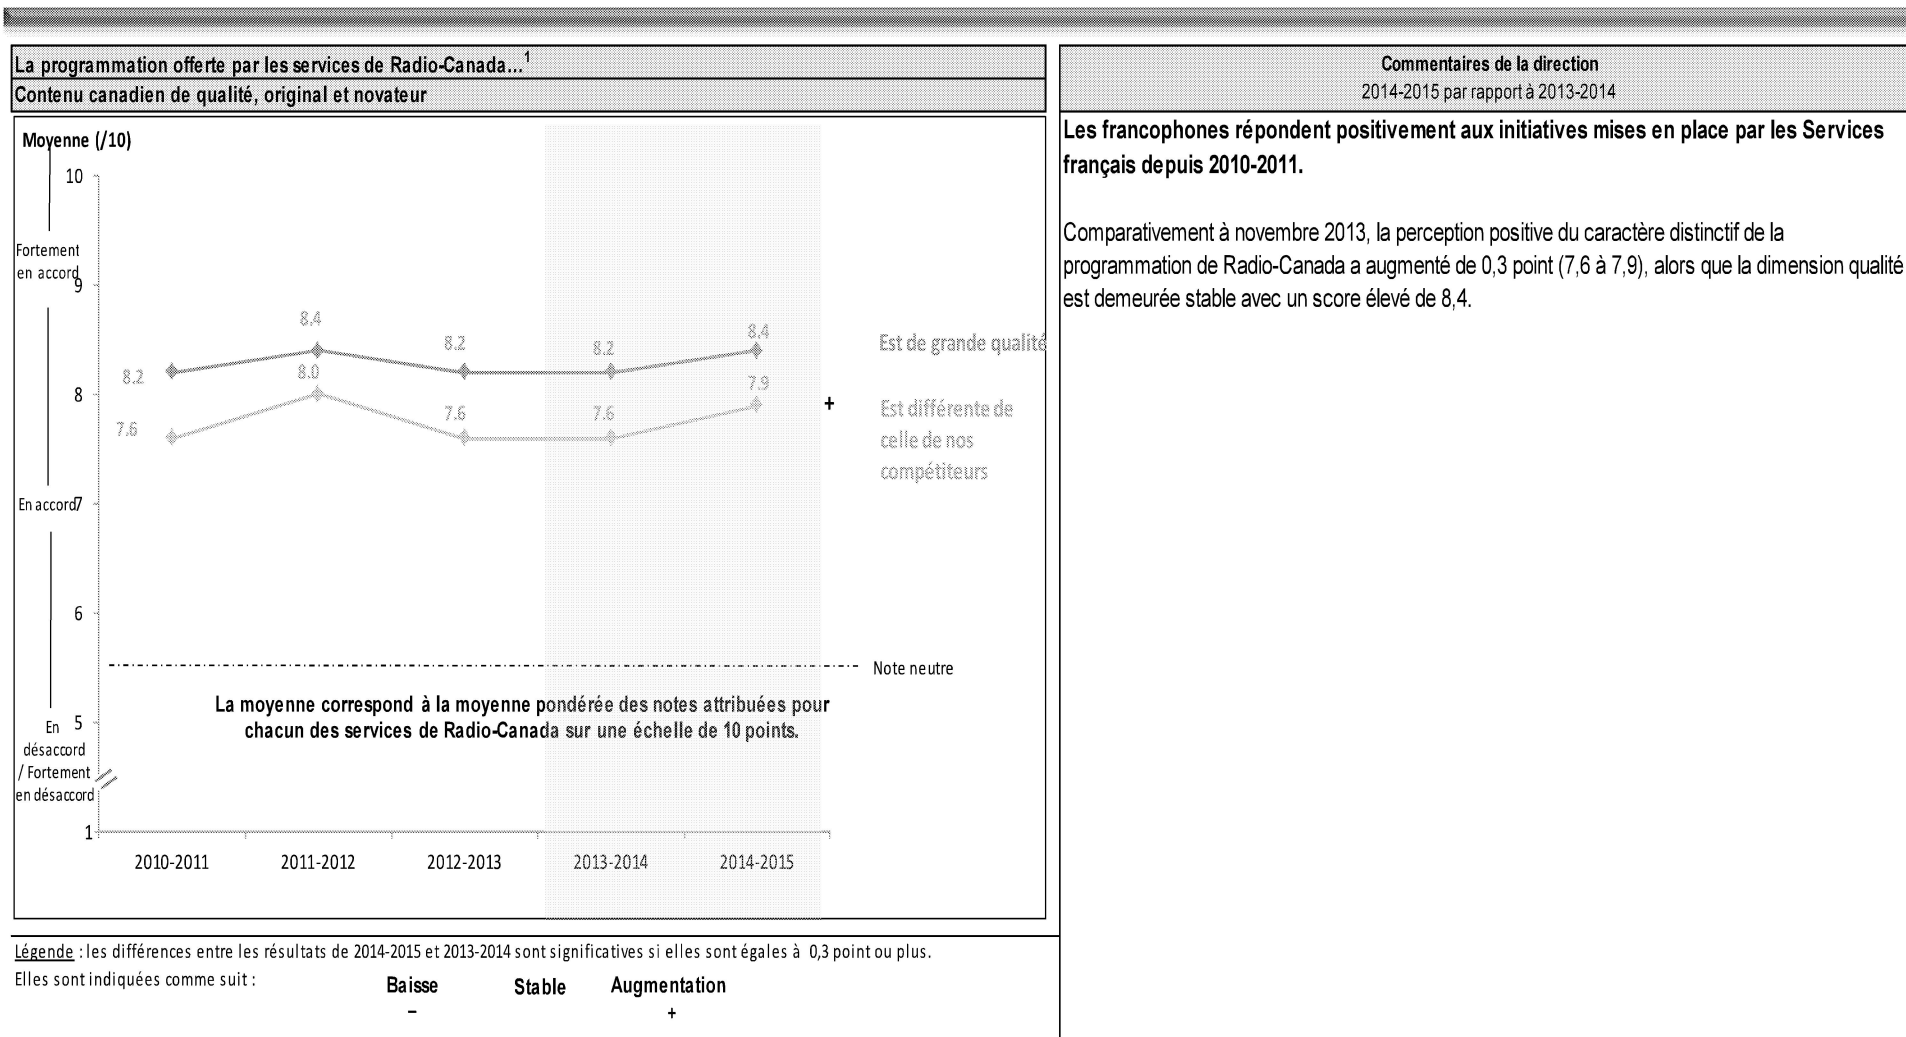 La programmation offerte par les services de Radio-Canada...1
Contenu canadien de qualité, original et novateur
Moyenne (/10)
10
Fortement
en accord
9
8
En accord
7
6
5
En
désaccord
/ Fortement
en désaccord
1
8.2
8.4
8.2
8.2
8.4
7.6
8.0
7.6
7.6
7.9
+
Est de grande qualité
Est différente de
celle de nos
compétiteurs
Note neutre
La moyenne correspond à la moyenne pondérée des notes attribuées pour
chacun des services de Radio-Canada sur une échelle de 10 points.
2010-2011
2011-2012
2012-2013
2013-2014
2014-2015
Légende : les différences entre les résultats de 2014-2015 et 2013-2014 sont significatives si elles sont égales à 0,3 point ou plus.
Elles sont indiquées comme suit :
Baisse Stable Augmentation
– +
Commentaires de la direction
2014-2015 par rapport à 2013-2014
Les francophones répondent positivement aux initiatives mises en place par les Services
français depuis 2010-2011.
Comparativement à novembre 2013, la perception positive du caractère distinctif de la
programmation de Radio-Canada a augmenté de 0,3 point (7,6 à 7,9), alors que la dimension qualité
est demeurée stable avec un score élevé de 8,4.